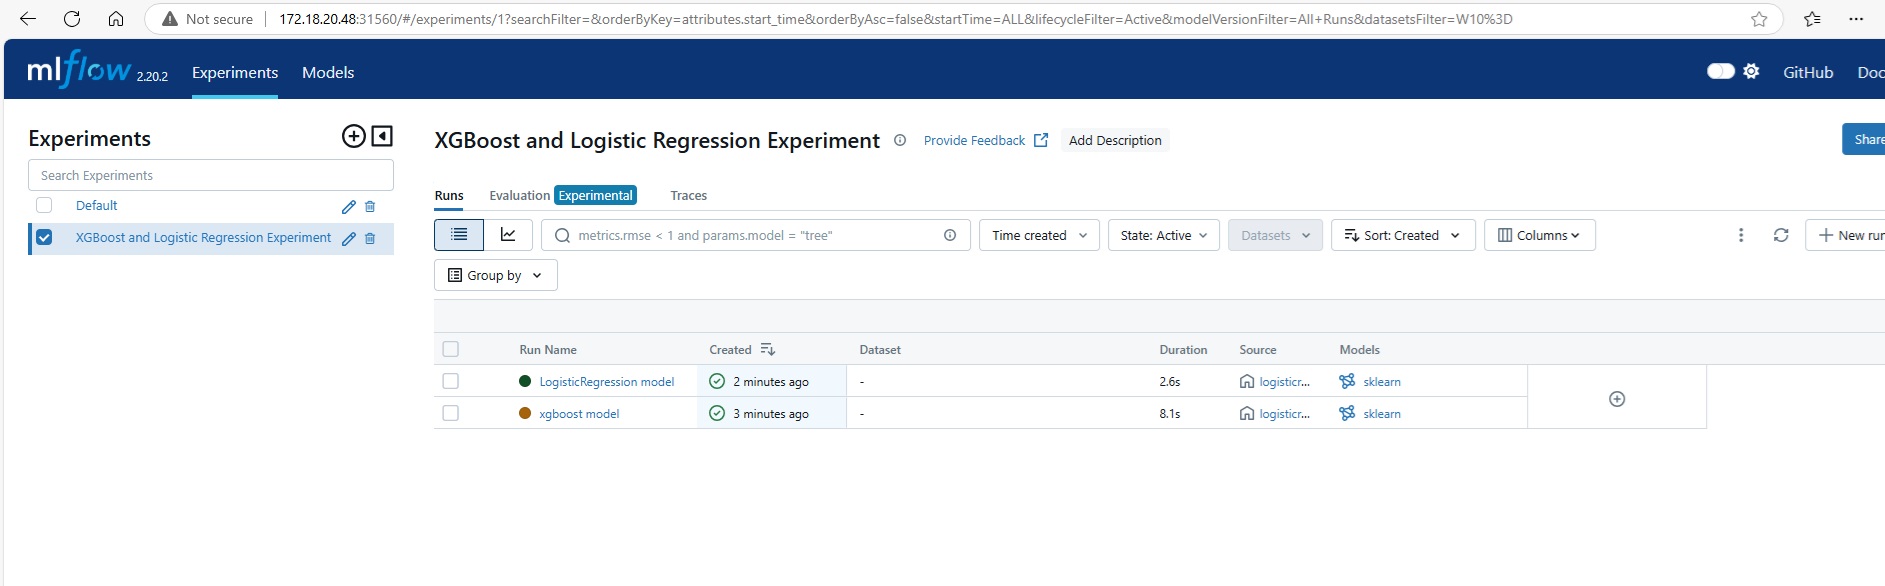 Not secure 172.18.20.48:31560/#/experiments/1?searchFilter=&orderByKey=attributes.start_time&orderByAsc=false&startTime=ALL&lifecycleFilter=Active&modelVersionFilter=All+Runs&datasetsFilter=W10%3D
mlflow 2.20.2 Experiments Models GitHub Doc
Experiments
Search Experiments
Default
XGBoost and Logistic Regression Experiment
XGBoost and Logistic Regression Experiment Provide Feedback Add Description Share
Runs Evaluation Experimental Traces
metrics.rmse < 1 and params.model = "tree" Time created State: Active Datasets Sort: Created Columns New run
Group by
Run Name Created Dataset Duration Source Models
LogisticRegression model 2 minutes ago - 2.6s logisticr... sklearn
xgboost model 3 minutes ago - 8.1s logisticr... sklearn